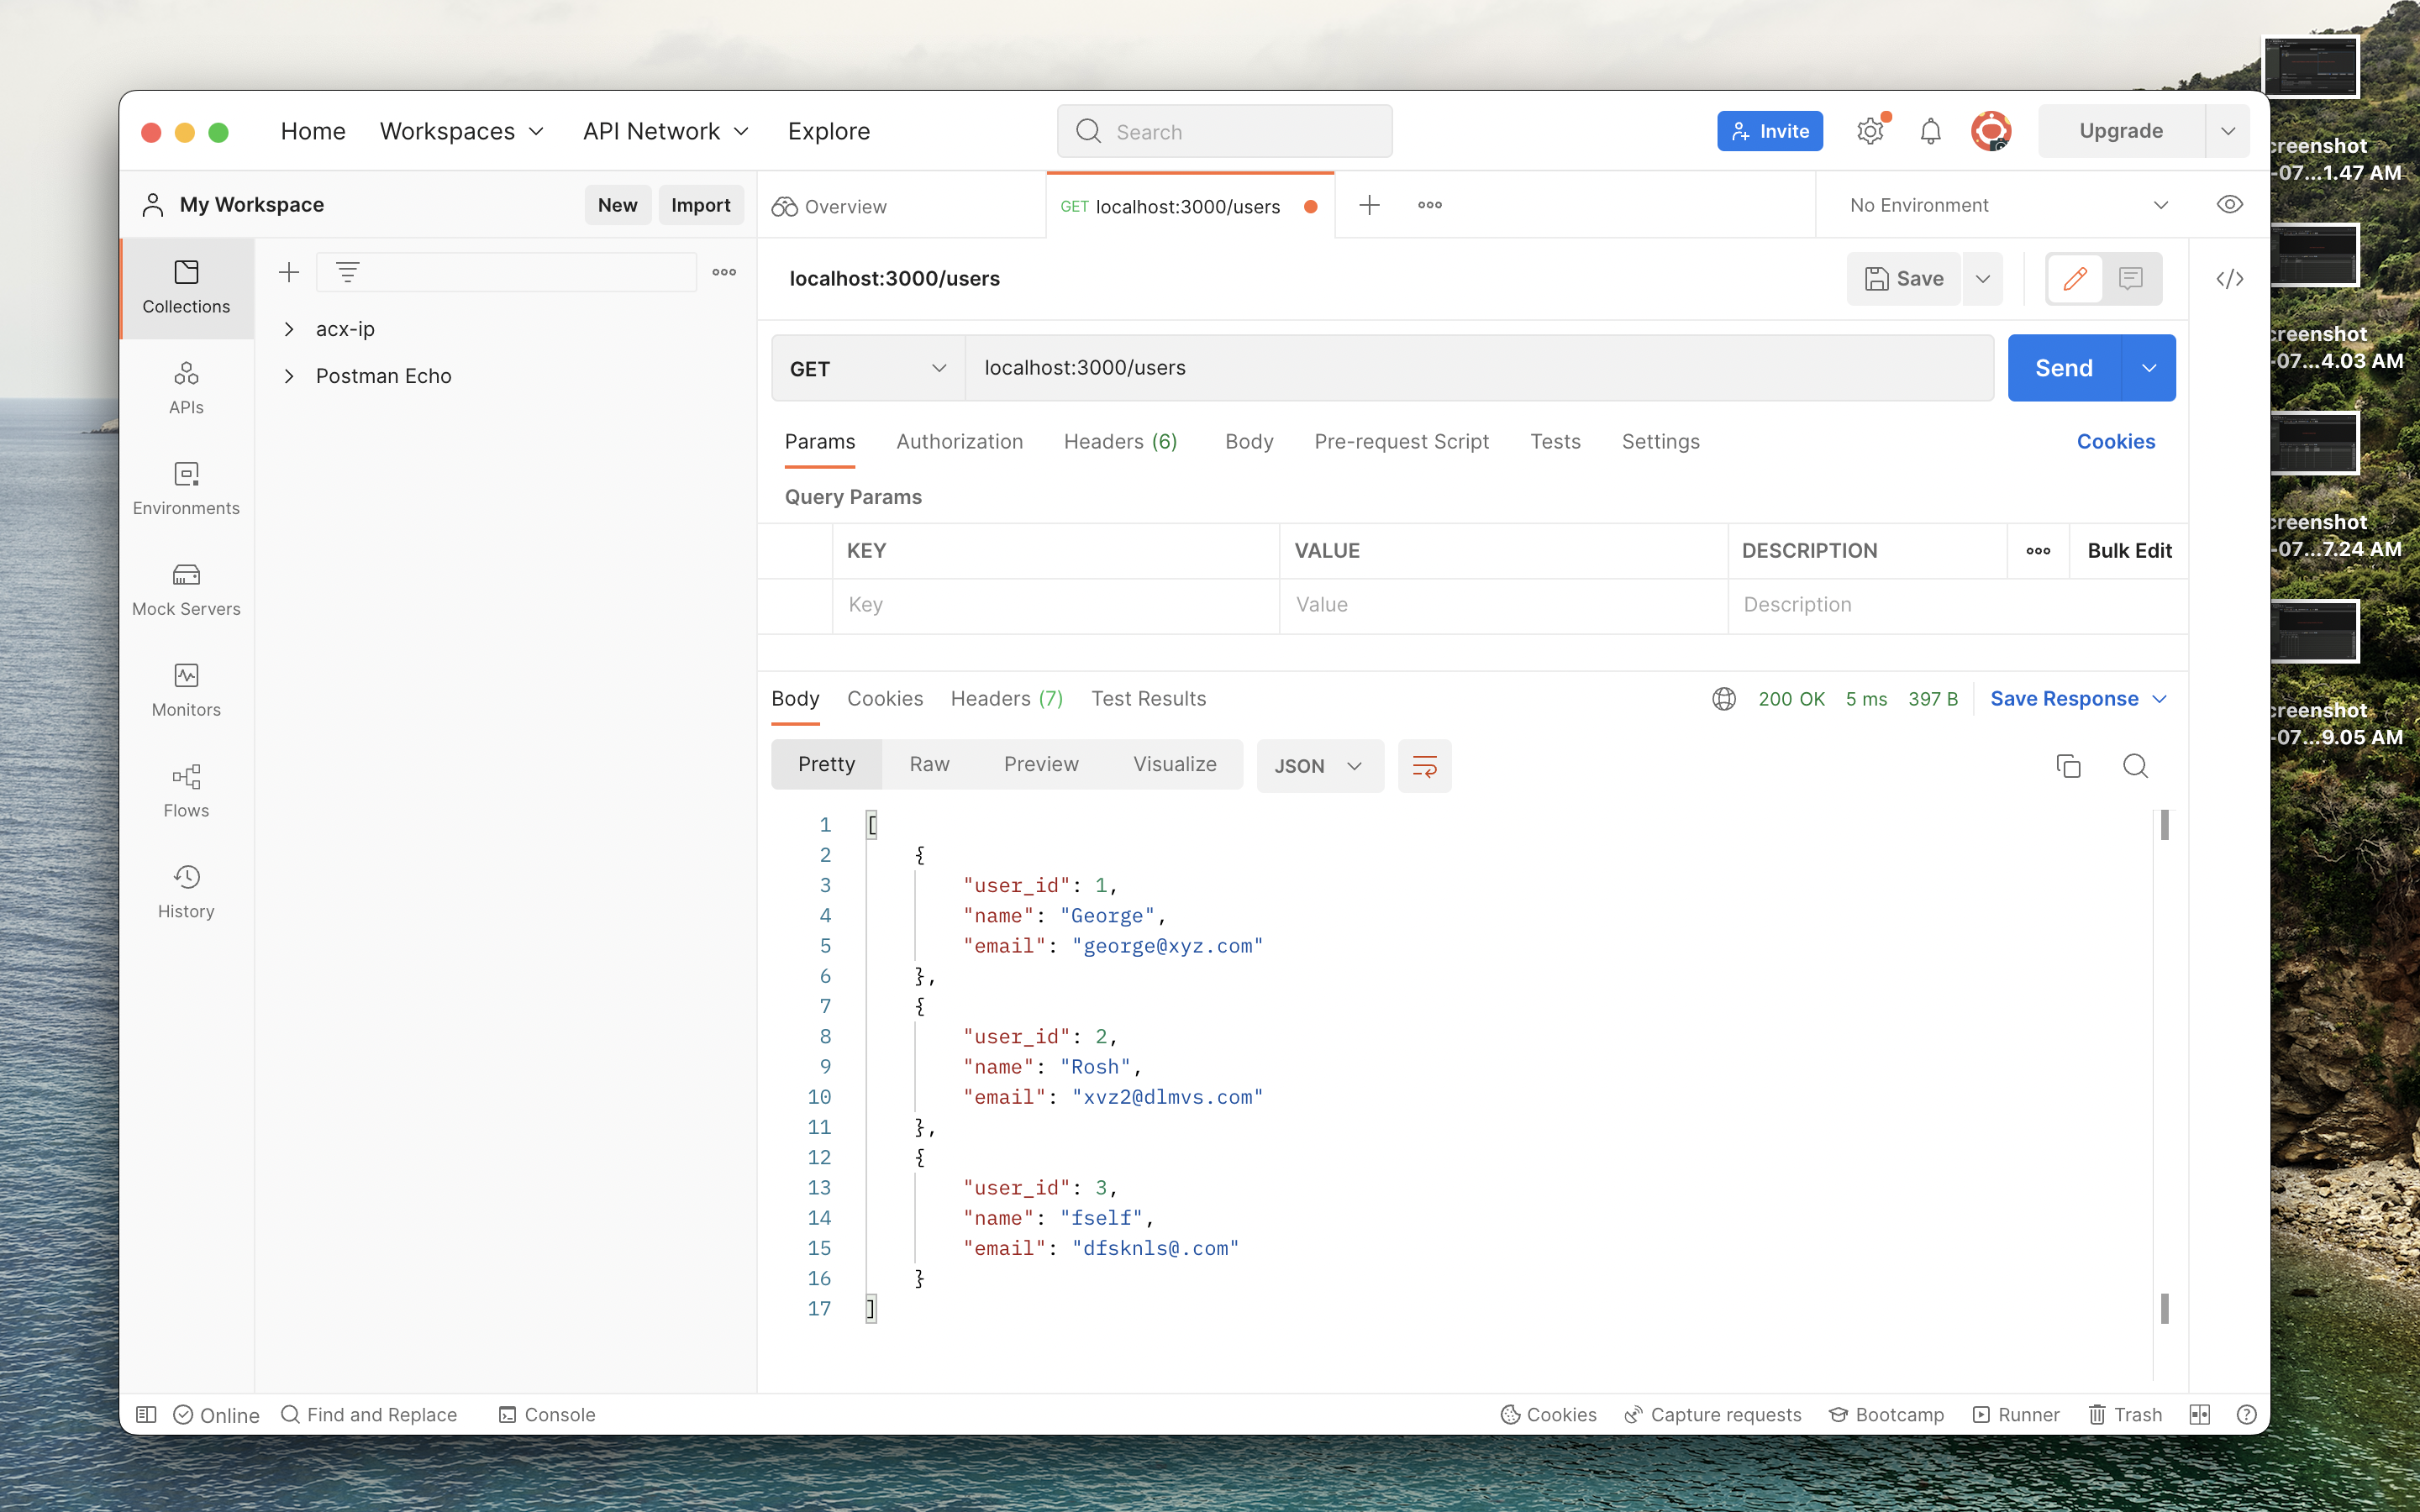 Home Workspaces API Network Explore Search Invite Upgrade
My Workspace New Import Overview GET localhost:3000/users No Environment
Collections
APIs
Environments
Mock Servers
Monitors
Flows
History
acx-ip
Postman Echo
localhost:3000/users Save
GET localhost:3000/users Send
Params Authorization Headers (6) Body Pre-request Script Tests Settings Cookies
Query Params
KEY VALUE DESCRIPTION Bulk Edit
Key Value Description
Body Cookies Headers (7) Test Results 200 OK 5 ms 397 B Save Response
Pretty Raw Preview Visualize JSON
1 [
2 {
3 "user_id": 1,
4 "name": "George",
5 "email": "george@xyz.com"
6 },
7 {
8 "user_id": 2,
9 "name": "Rosh",
10 "email": "xvz2@dlmvs.com"
11 },
12 {
13 "user_id": 3,
14 "name": "fself",
15 "email": "dfsknls@.com"
16 }
17 ]
Online Find and Replace Console Cookies Capture requests Bootcamp Runner Trash
creenshot
-07...1.47 AM
creenshot
-07...4.03 AM
creenshot
-07...7.24 AM
creenshot
-07...9.05 AM